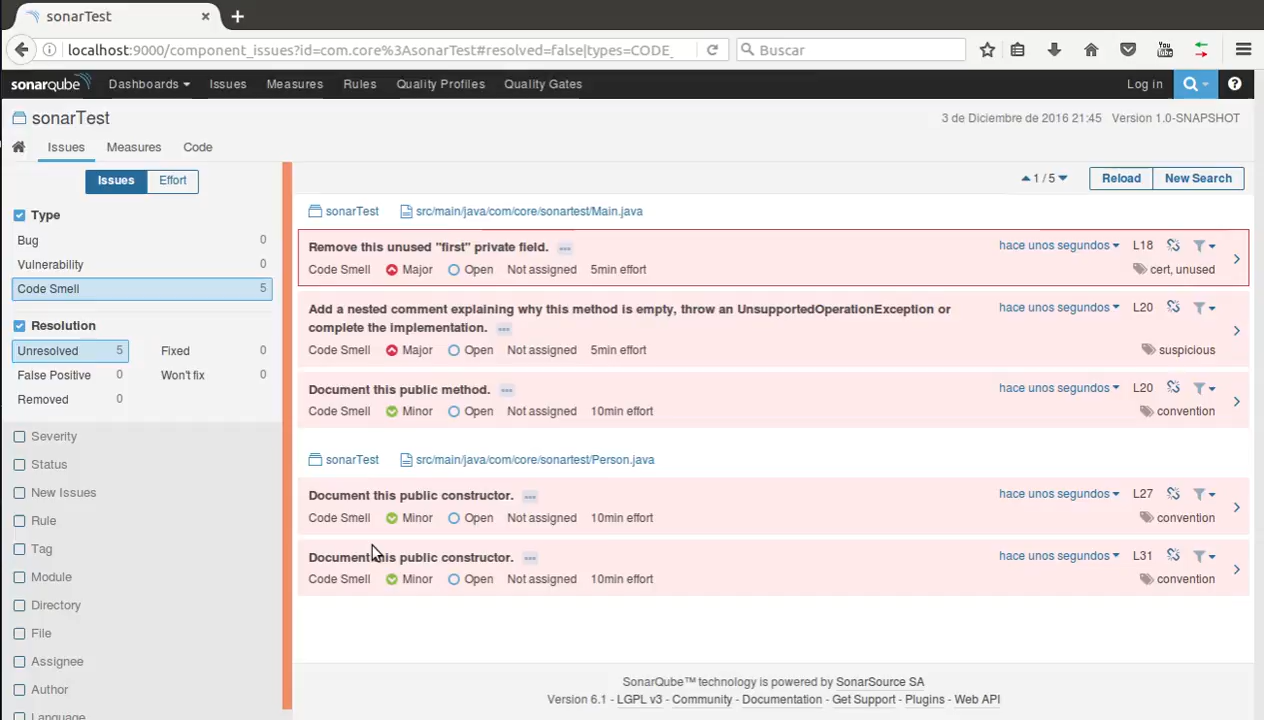 sonarTest
localhost:9000/component_issues?id=com.core%3AsonarTest#resolved=false|types=CODE_
Buscar
sonarqube Dashboards Issues Measures Rules Quality Profiles Quality Gates Log in
sonarTest
3 de Diciembre de 2016 21:45 Version 1.0-SNAPSHOT
Issues Measures Code
Issues Effort
Type
Bug 0
Vulnerability 0
Code Smell 5
Resolution
Unresolved 5 Fixed 0
False Positive 0 Won't fix 0
Removed 0
Severity
Status
New Issues
Rule
Tag
Module
Directory
File
Assignee
Author
Language
1 / 5 Reload New Search
sonarTest src/main/java/com/core/sonartest/Main.java
Remove this unused "first" private field. ... hace unos segundos L18
Code Smell Major Open Not assigned 5min effort cert, unused
Add a nested comment explaining why this method is empty, throw an UnsupportedOperationException or hace unos segundos L20
complete the implementation. ...
Code Smell Major Open Not assigned 5min effort suspicious
Document this public method. ... hace unos segundos L20
Code Smell Minor Open Not assigned 10min effort convention
sonarTest src/main/java/com/core/sonartest/Person.java
Document this public constructor. ... hace unos segundos L27
Code Smell Minor Open Not assigned 10min effort convention
Document this public constructor. ... hace unos segundos L31
Code Smell Minor Open Not assigned 10min effort convention
SonarQube™ technology is powered by SonarSource SA
Version 6.1 - LGPL v3 - Community - Documentation - Get Support - Plugins - Web API